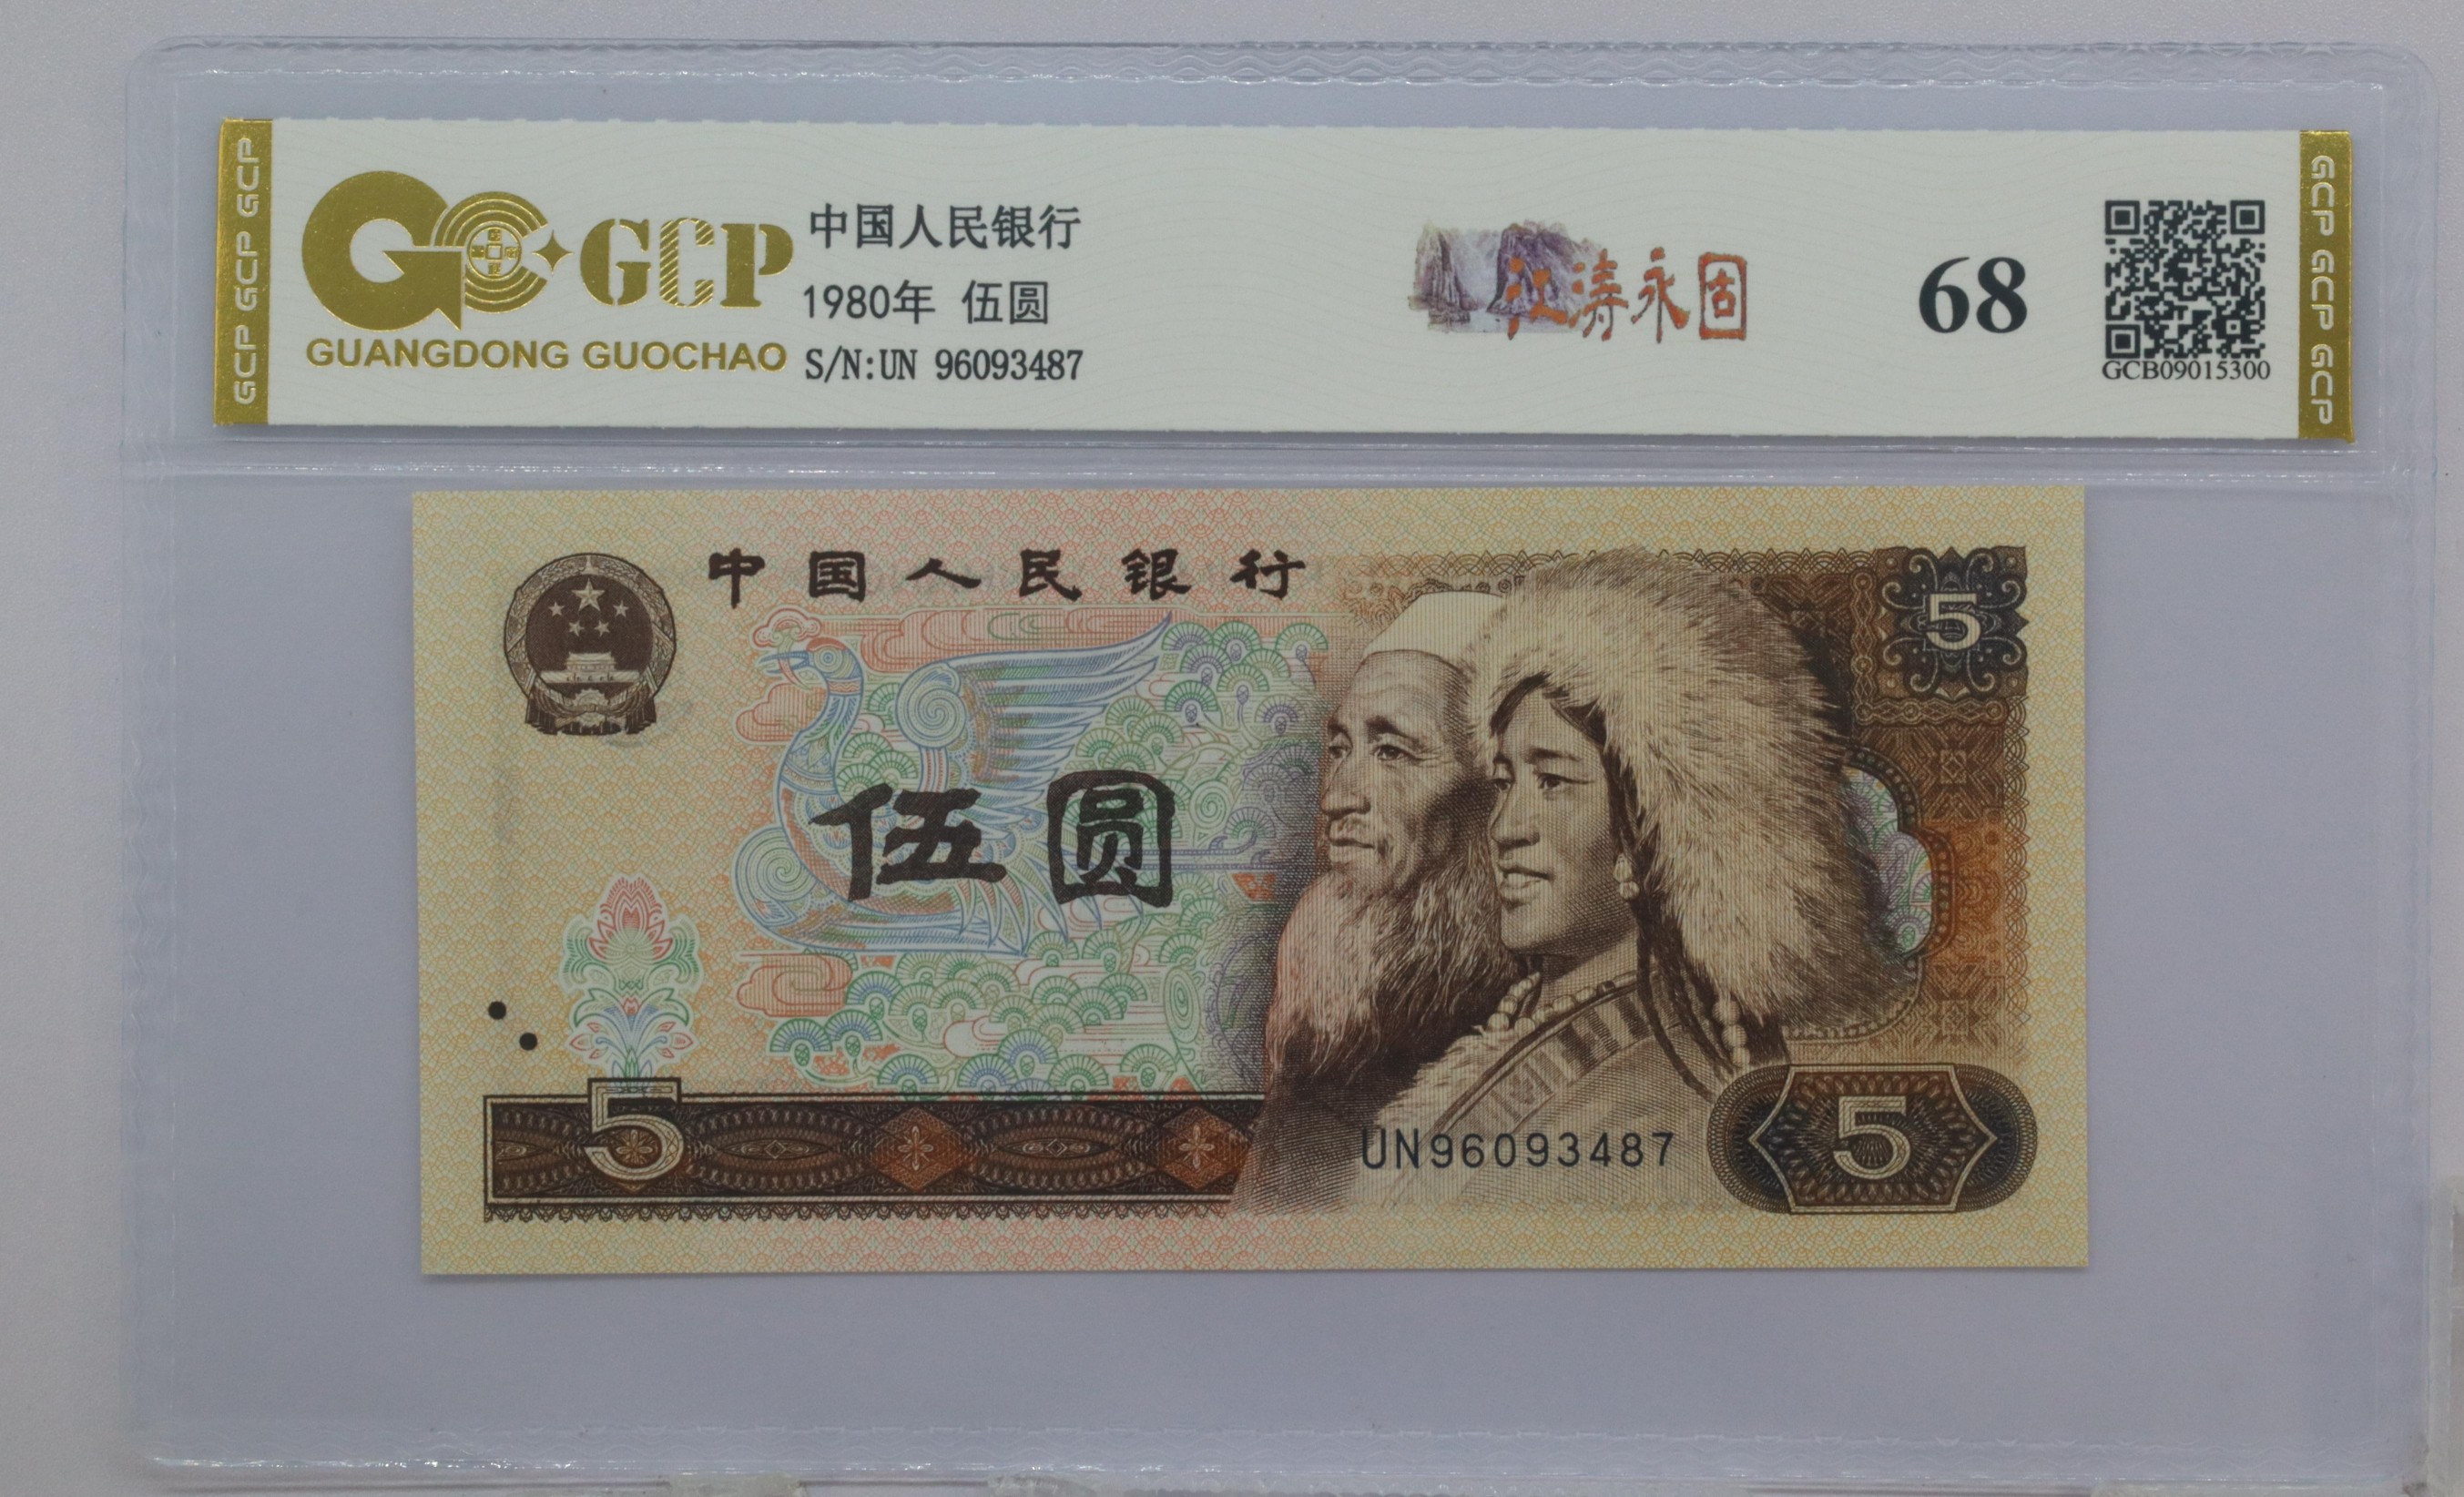 GCP GCP GCP
GCP
GUANGDONG GUOCHAO
中国人民银行
1980年 伍圆
S/N:UN 96093487
江涛永固
68
GCB09015300
GCP GCP GCP
中国人民银行
5
伍圆
5
UN96093487
5